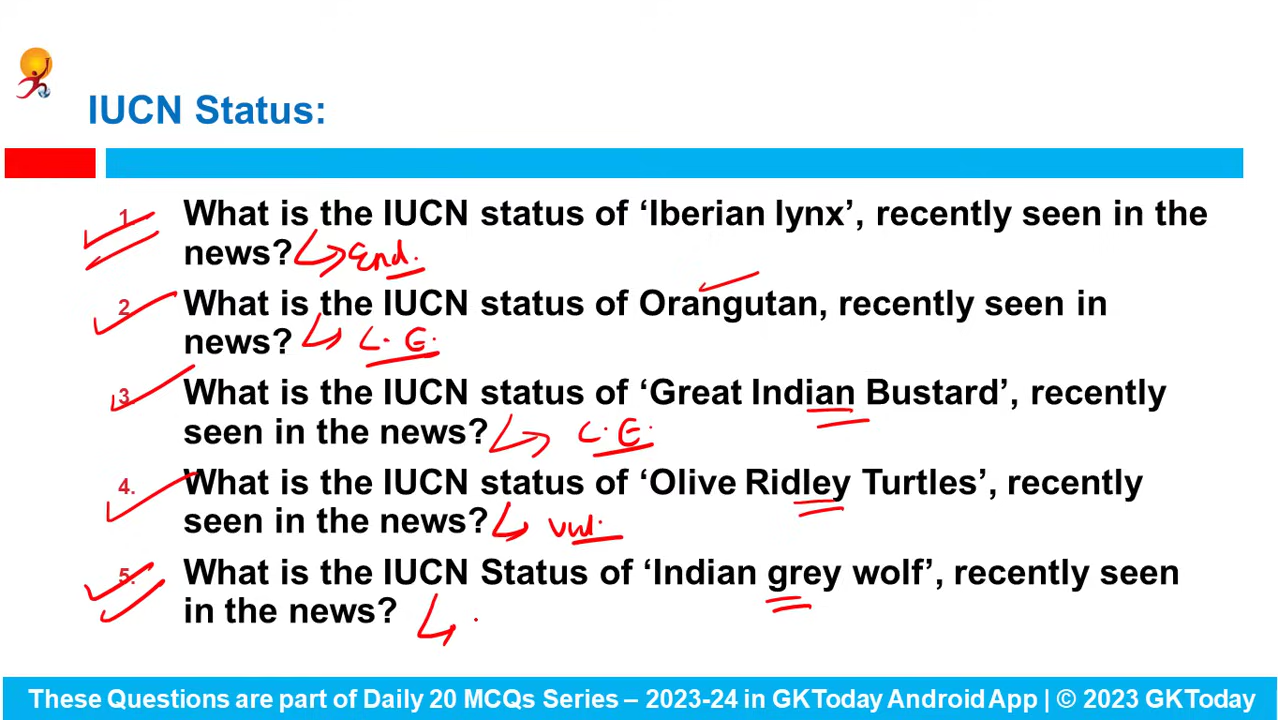 IUCN Status:
1. What is the IUCN status of ‘Iberian lynx’, recently seen in the
news? End.
2. What is the IUCN status of Orangutan, recently seen in
news? C. E.
3. What is the IUCN status of ‘Great Indian Bustard’, recently
seen in the news? C. E.
4. What is the IUCN status of ‘Olive Ridley Turtles’, recently
seen in the news? Vul.
5. What is the IUCN Status of ‘Indian grey wolf’, recently seen
in the news?
These Questions are part of Daily 20 MCQs Series – 2023-24 in GKToday Android App | © 2023 GKToday